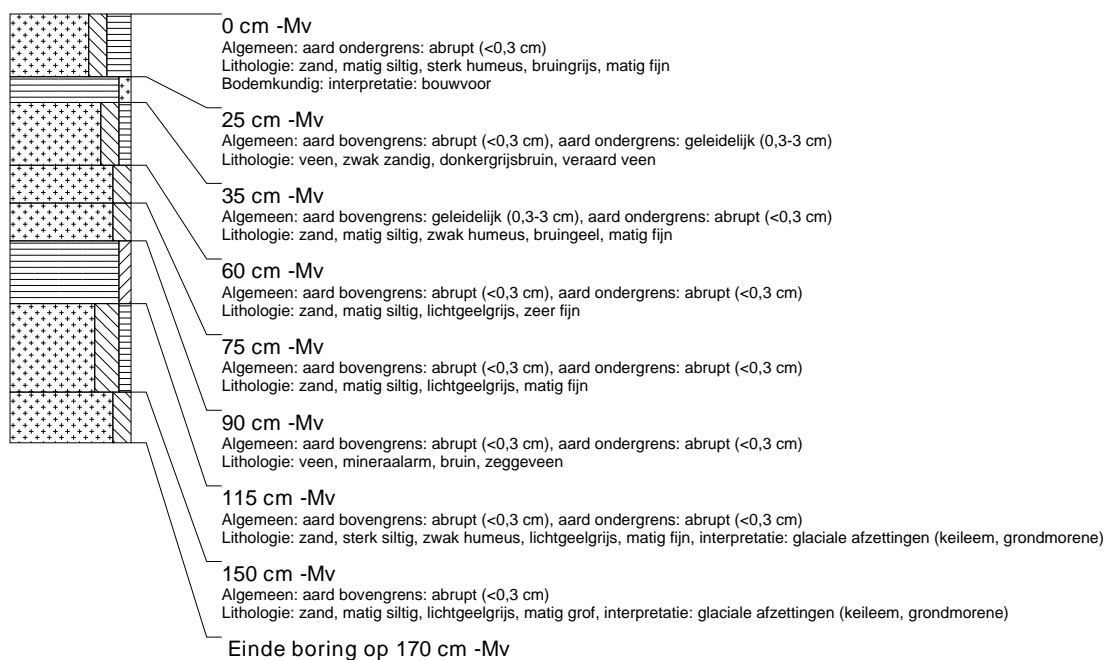 0 cm -Mv
Algemeen: aard ondergrens: abrupt (<0,3 cm)
Lithologie: zand, matig siltig, sterk humeus, bruingrijs, matig fijn
Bodemkundig: interpretatie: bouwvoor
25 cm -Mv
Algemeen: aard bovengrens: abrupt (<0,3 cm), aard ondergrens: geleidelijk (0,3-3 cm)
Lithologie: veen, zwak zandig, donkergrijsbruin, veraard veen
35 cm -Mv
Algemeen: aard bovengrens: geleidelijk (0,3-3 cm), aard ondergrens: abrupt (<0,3 cm)
Lithologie: zand, matig siltig, zwak humeus, bruingeel, matig fijn
60 cm -Mv
Algemeen: aard bovengrens: abrupt (<0,3 cm), aard ondergrens: abrupt (<0,3 cm)
Lithologie: zand, matig siltig, lichtgeelgrijs, zeer fijn
75 cm -Mv
Algemeen: aard bovengrens: abrupt (<0,3 cm), aard ondergrens: abrupt (<0,3 cm)
Lithologie: zand, matig siltig, lichtgeelgrijs, matig fijn
90 cm -Mv
Algemeen: aard bovengrens: abrupt (<0,3 cm), aard ondergrens: abrupt (<0,3 cm)
Lithologie: veen, mineraalarm, bruin, zeggeveen
115 cm -Mv
Algemeen: aard bovengrens: abrupt (<0,3 cm), aard ondergrens: abrupt (<0,3 cm)
Lithologie: zand, sterk siltig, zwak humeus, lichtgeelgrijs, matig fijn, interpretatie: glaciale afzettingen (keileem, grondmorene)
150 cm -Mv
Algemeen: aard bovengrens: abrupt (<0,3 cm)
Lithologie: zand, matig siltig, lichtgeelgrijs, matig grof, interpretatie: glaciale afzettingen (keileem, grondmorene)
Einde boring op 170 cm -Mv